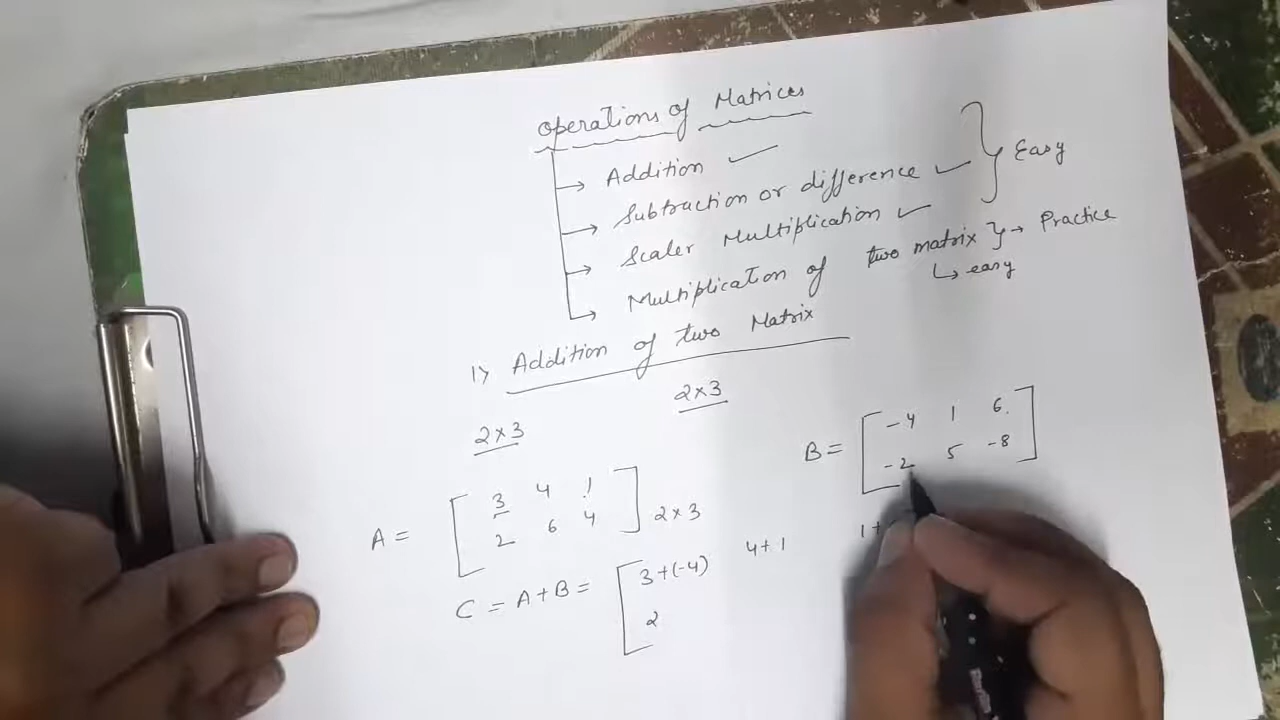 Operations of Matrices
→ Addition ✓
→ Subtraction or difference ✓
→ Scaler Multiplication ✓
} Easy
→ Multiplication of two matrix } → Practice
↳ easy
1) Addition of two Matrix
2×3
2×3
A = [ 3 4 1
2 6 4 ] 2×3
B = [ -4 1 6
-2 5 -8 ]
C = A+B = [ 3+(-4) 4+1 1+
2